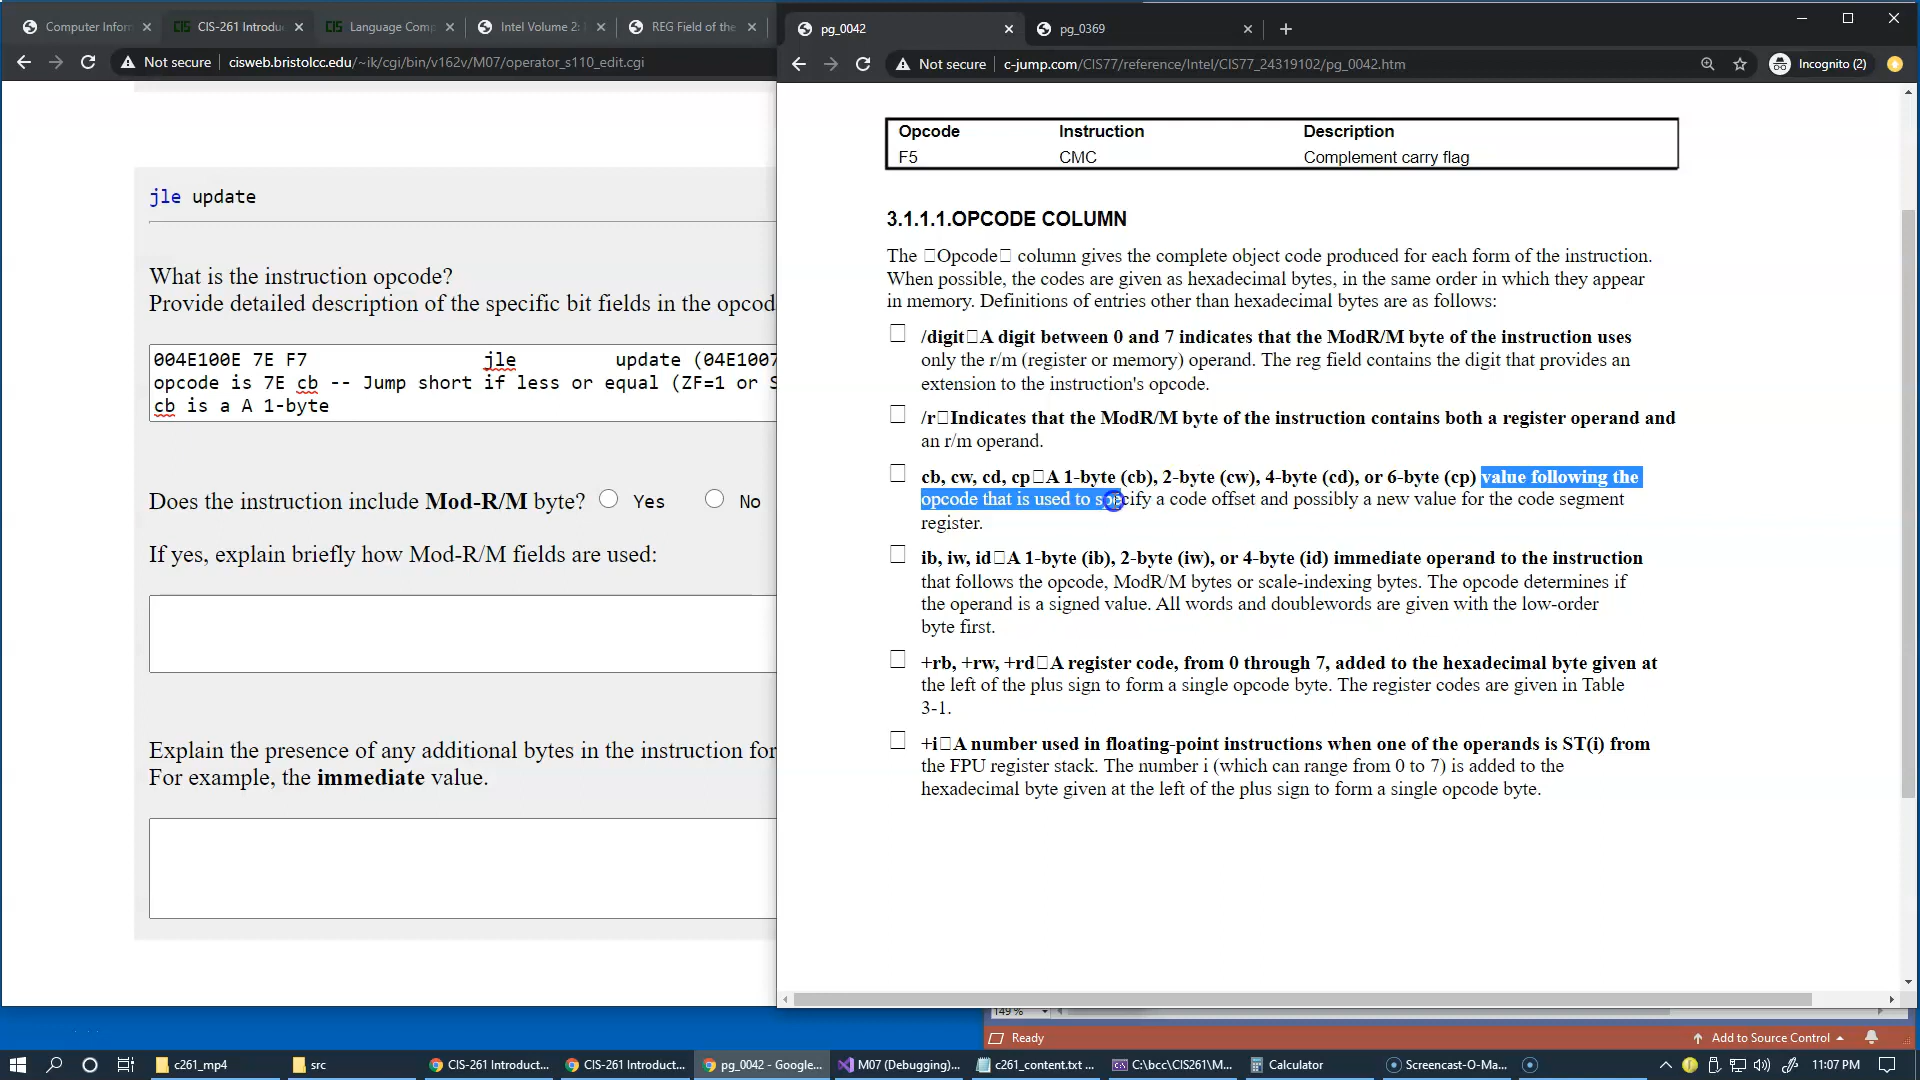 Computer Inforn
CIS-261 Introduc
Language Comp
Intel Volume 2:
REG Field of the
Not secure
cisweb.bristolcc.edu/~ik/cgi/bin/v162v/M07/operator_s110_edit.cgi
jle update
What is the instruction opcode?
Provide detailed description of the specific bit fields in the opcod
004E100E 7E F7 jle update (04E1007
opcode is 7E cb -- Jump short if less or equal (ZF=1 or S
cb is a A 1-byte
Does the instruction include Mod-R/M byte? Yes No
If yes, explain briefly how Mod-R/M fields are used:
Explain the presence of any additional bytes in the instruction for
For example, the immediate value.
pg_0042
pg_0369
Not secure
c-jump.com/CIS77/reference/Intel/CIS77_24319102/pg_0042.htm
Incognito (2)
Opcode Instruction Description
F5 CMC Complement carry flag
3.1.1.1.OPCODE COLUMN
The □Opcode□ column gives the complete object code produced for each form of the instruction.
When possible, the codes are given as hexadecimal bytes, in the same order in which they appear
in memory. Definitions of entries other than hexadecimal bytes are as follows:
/digit□A digit between 0 and 7 indicates that the ModR/M byte of the instruction uses
only the r/m (register or memory) operand. The reg field contains the digit that provides an
extension to the instruction's opcode.
/r□Indicates that the ModR/M byte of the instruction contains both a register operand and
an r/m operand.
cb, cw, cd, cp□A 1-byte (cb), 2-byte (cw), 4-byte (cd), or 6-byte (cp) value following the
opcode that is used to specify a code offset and possibly a new value for the code segment
register.
ib, iw, id□A 1-byte (ib), 2-byte (iw), or 4-byte (id) immediate operand to the instruction
that follows the opcode, ModR/M bytes or scale-indexing bytes. The opcode determines if
the operand is a signed value. All words and doublewords are given with the low-order
byte first.
+rb, +rw, +rd□A register code, from 0 through 7, added to the hexadecimal byte given at
the left of the plus sign to form a single opcode byte. The register codes are given in Table
3-1.
+i□A number used in floating-point instructions when one of the operands is ST(i) from
the FPU register stack. The number i (which can range from 0 to 7) is added to the
hexadecimal byte given at the left of the plus sign to form a single opcode byte.
149 %
Ready
Add to Source Control
c261_mp4
src
CIS-261 Introduct...
CIS-261 Introduct...
pg_0042 - Google...
M07 (Debugging)...
c261_content.txt ...
C:\bcc\CIS261\M...
Calculator
Screencast-O-Ma...
11:07 PM